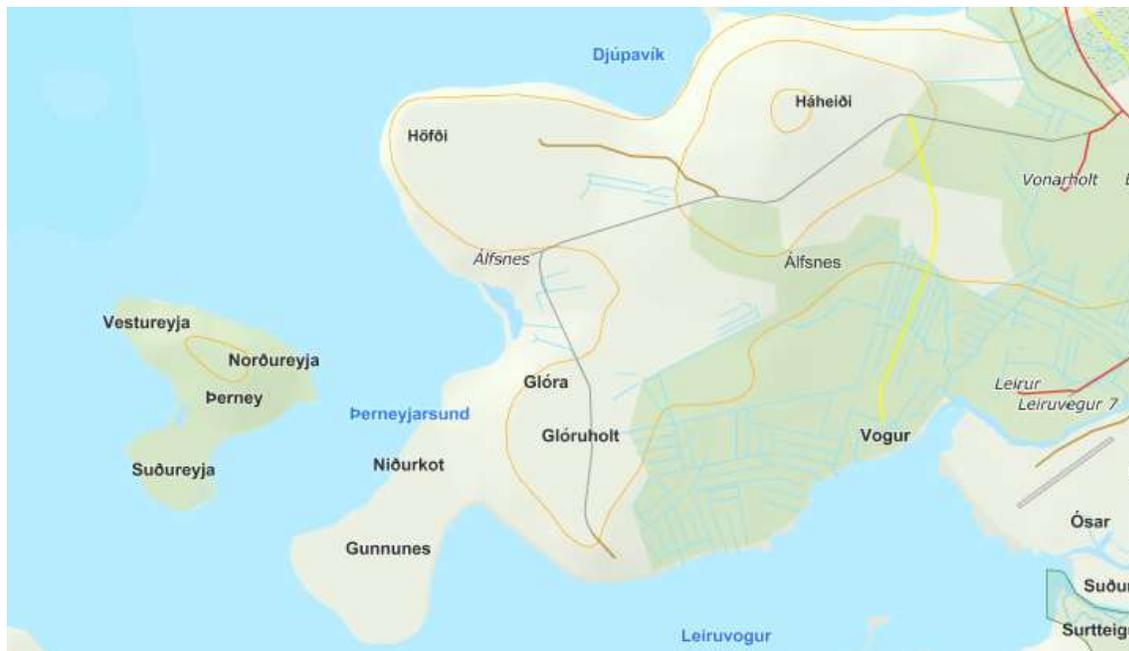 Djúpavík
Háheiði
Höfði
Vonarholt
Álfsnes
Álfsnes
Vestureyja
Norðureyja
Þerney
Glóra
Leirur
Leiruvegur 7
Þerneyjarsund
Glóruholt
Vogur
Niðurkot
Suðureyja
Ósar
Gunnunes
Leiruvogur